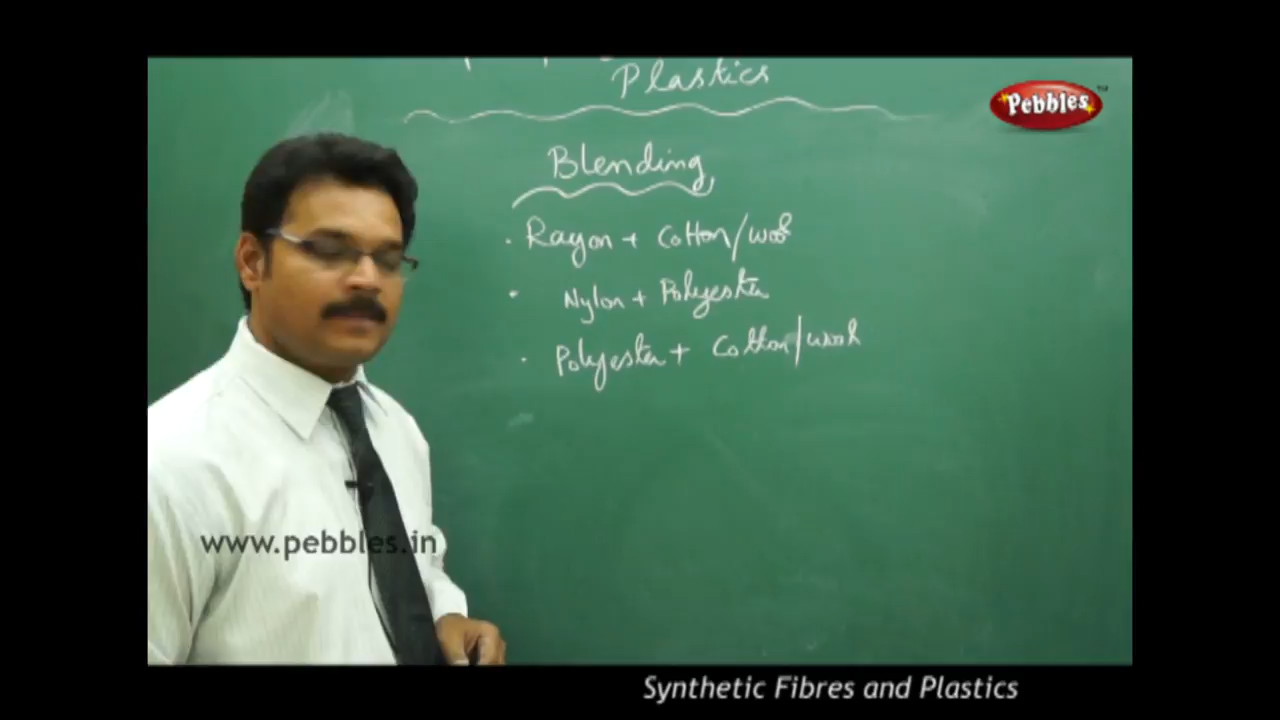 Plastics
Pebbles
Blending
. Rayon + Cotton/wool
. Nylon + Polyester
. Polyester + Cotton/wool
www.pebbles.in
Synthetic Fibres and Plastics